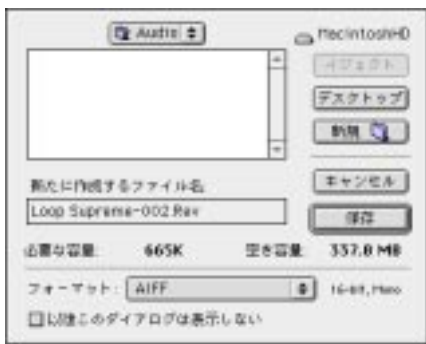 Audio
MacintoshHD
イジェクト
デスクトップ
新規
新たに作成するファイル名
Loop Supreme-002.Rev
キャンセル
保存
必要な容量: 665K 空き容量: 337.8 MB
フォーマット: AIFF 16-bit, Mono
以後このダイアログは表示しない